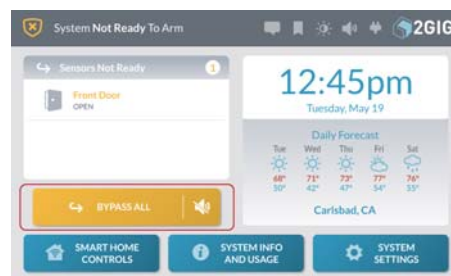 System Not Ready To Arm
2GIG
Sensors Not Ready
1
Front Door
OPEN
BYPASS ALL
12:45pm
Tuesday, May 19
Daily Forecast
Tue Wed Thu Fri Sat
68° 71° 73° 77° 76°
50° 42° 47° 54° 55°
Carlsbad, CA
SMART HOME
CONTROLS
SYSTEM INFO
AND USAGE
SYSTEM
SETTINGS